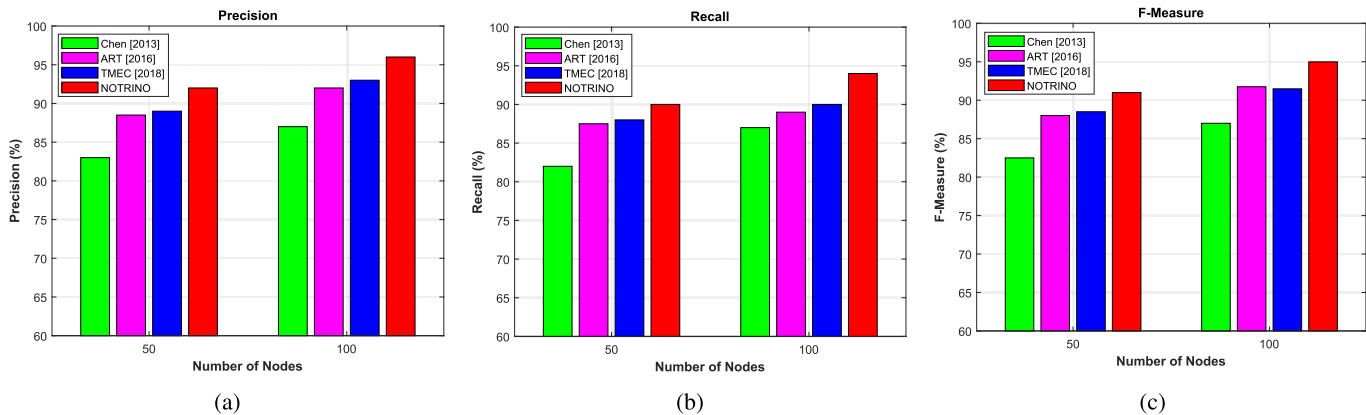 Precision
100
95
90
85
80
75
70
65
60
Precision (%)
Chen [2013]
ART [2016]
TMEC [2018]
NOTRINO
50
100
Number of Nodes
(a)
Recall
100
95
90
85
80
75
70
65
60
Recall (%)
Chen [2013]
ART [2016]
TMEC [2018]
NOTRINO
50
100
Number of Nodes
(b)
F-Measure
100
95
90
85
80
75
70
65
60
F-Measure (%)
Chen [2013]
ART [2016]
TMEC [2018]
NOTRINO
50
100
Number of Nodes
(c)